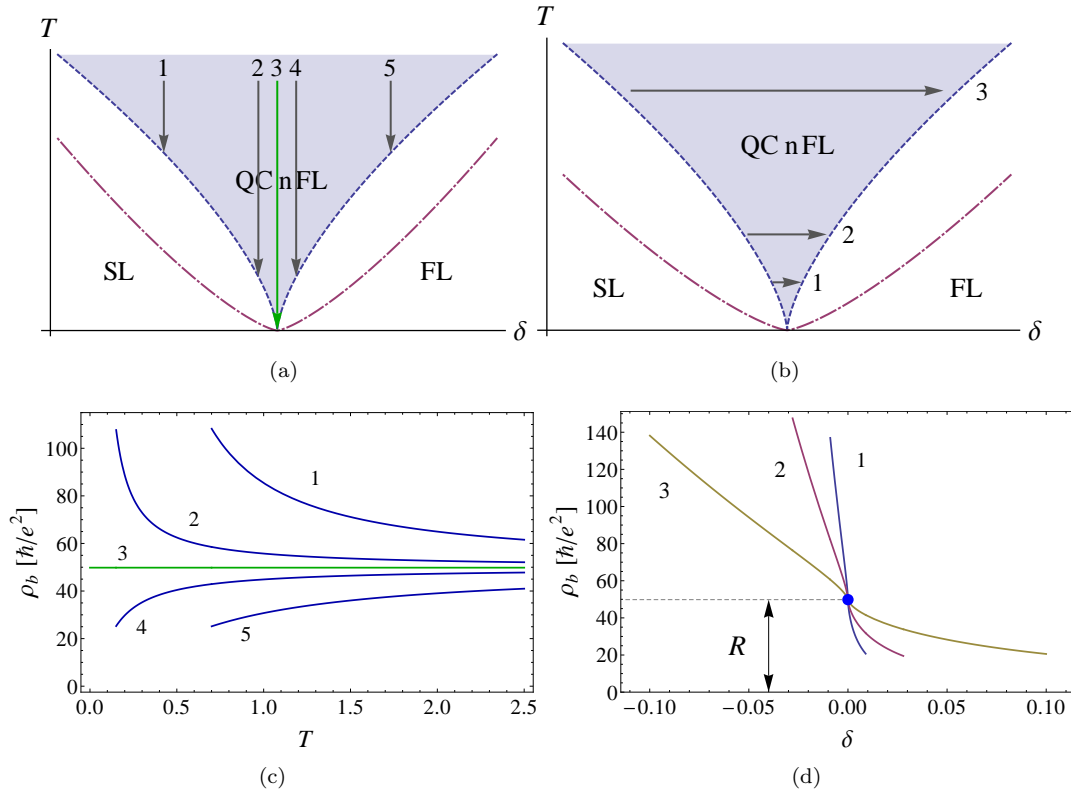 T
1 2 3 4 5
QC nFL
SL
FL
δ
(a)
T
3
QC nFL
2
SL
1
FL
δ
(b)
ρb [ħ/e²]
100
80
60
40
20
0
1
2
3
4
5
0.0 0.5 1.0 1.5 2.0 2.5
T
(c)
ρb [ħ/e²]
140
120
100
80
60
40
20
0
2 1
3
R
−0.10 −0.05 0.00 0.05 0.10
δ
(d)